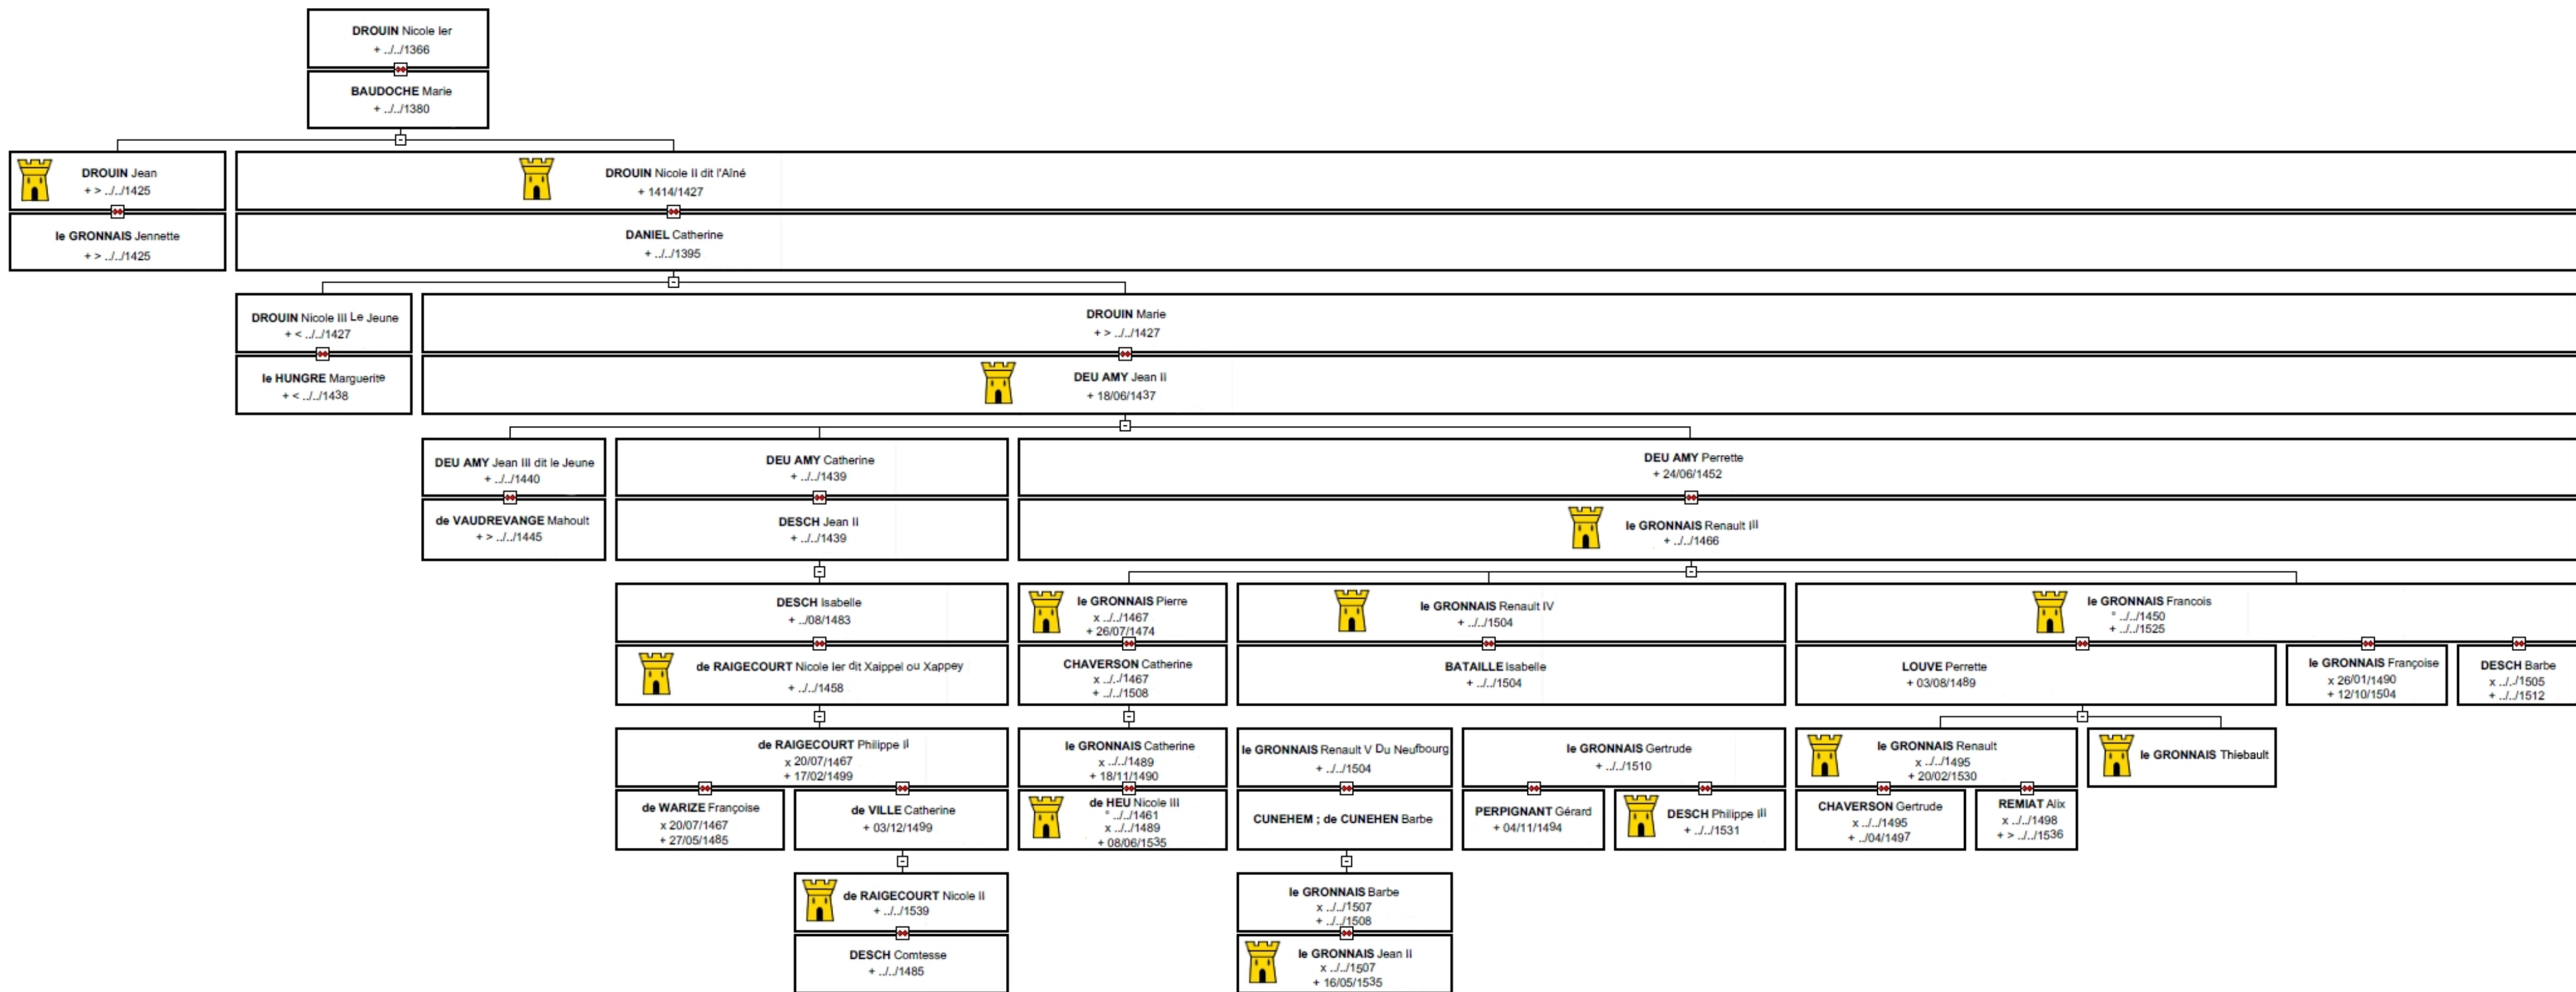 DROUIN Nicole Ier
+ ../../1366
BAUDOCHE Marie
+ ../../1380
DROUIN Jean
+ > ../../1425
le GRONNAIS Jennette
+ > ../../1425
DROUIN Nicole II dit l'Aîné
+ 1414/1427
DANIEL Catherine
+ ../../1395
DROUIN Nicole III Le Jeune
+ < ../../1427
le HUNGRE Marguerite
+ < ../../1438
DROUIN Marie
+ > ../../1427
DEU AMY Jean II
+ 18/06/1437
DEU AMY Jean III dit le Jeune
+ ../../1440
de VAUDREVANGE Mahoult
+ > ../../1445
DEU AMY Catherine
+ ../../1439
DESCH Jean II
+ ../../1439
DEU AMY Perrette
+ 24/06/1452
le GRONNAIS Renault III
+ ../../1466
DESCH Isabelle
+ ../08/1483
de RAIGECOURT Nicole Ier dit Xaippel ou Xappey
+ ../../1458
le GRONNAIS Pierre
x ../../1467
+ 26/07/1474
CHAVERSON Catherine
x ../../1467
+ ../../1508
le GRONNAIS Renault IV
+ ../../1504
BATAILLE Isabelle
+ ../../1504
le GRONNAIS Francois
° ../../1450
+ ../../1525
LOUVE Perrette
+ 03/08/1489
le GRONNAIS Françoise
x 26/01/1490
+ 12/10/1504
DESCH Barbe
x ../../1505
+ ../../1512
de RAIGECOURT Philippe II
x 20/07/1467
+ 17/02/1499
de WARIZE Françoise
x 20/07/1467
+ 27/05/1485
de VILLE Catherine
+ 03/12/1499
le GRONNAIS Catherine
x ../../1489
+ 18/11/1490
de HEU Nicole III
° ../../1461
x ../../1489
+ 08/06/1535
le GRONNAIS Renault V Du Neufbourg
+ ../../1504
CUNEHEM ; de CUNEHEN Barbe
le GRONNAIS Gertrude
+ ../../1510
PERPIGNANT Gérard
+ 04/11/1494
DESCH Philippe III
+ ../../1531
le GRONNAIS Renault
x ../../1495
+ 20/02/1530
CHAVERSON Gertrude
x ../../1495
+ ../04/1497
REMIAT Alix
x ../../1498
+ > ../../1536
le GRONNAIS Thiebault
de RAIGECOURT Nicole II
+ ../../1539
DESCH Comtesse
+ ../../1485
le GRONNAIS Barbe
x ../../1507
+ ../../1508
le GRONNAIS Jean II
x ../../1507
+ 16/05/1535